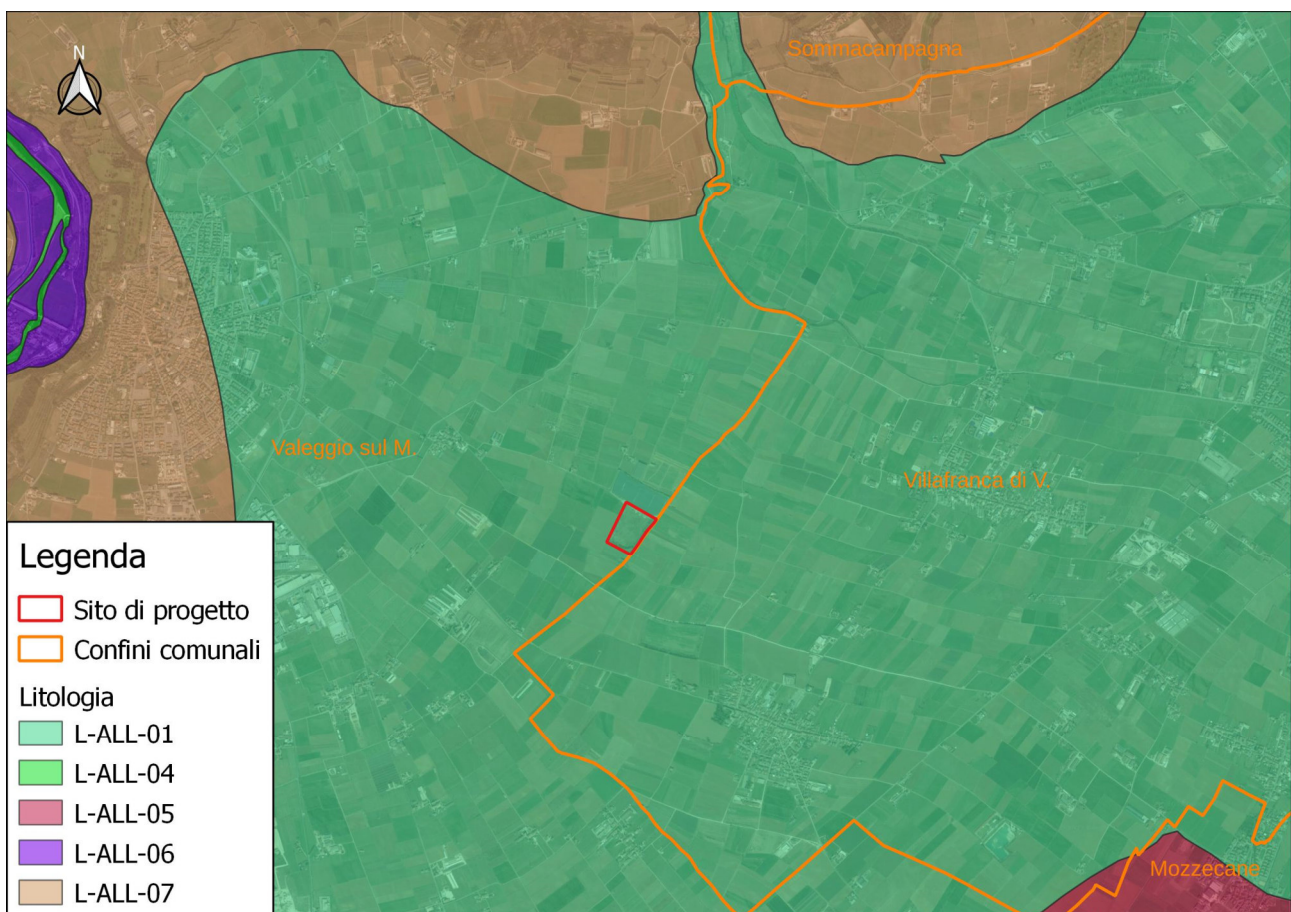 N
Sommacampagna
Valeggio sul M.
Villafranca di V.
Legenda
Sito di progetto
Confini comunali
Litologia
L-ALL-01
L-ALL-04
L-ALL-05
L-ALL-06
L-ALL-07
Mozzecane